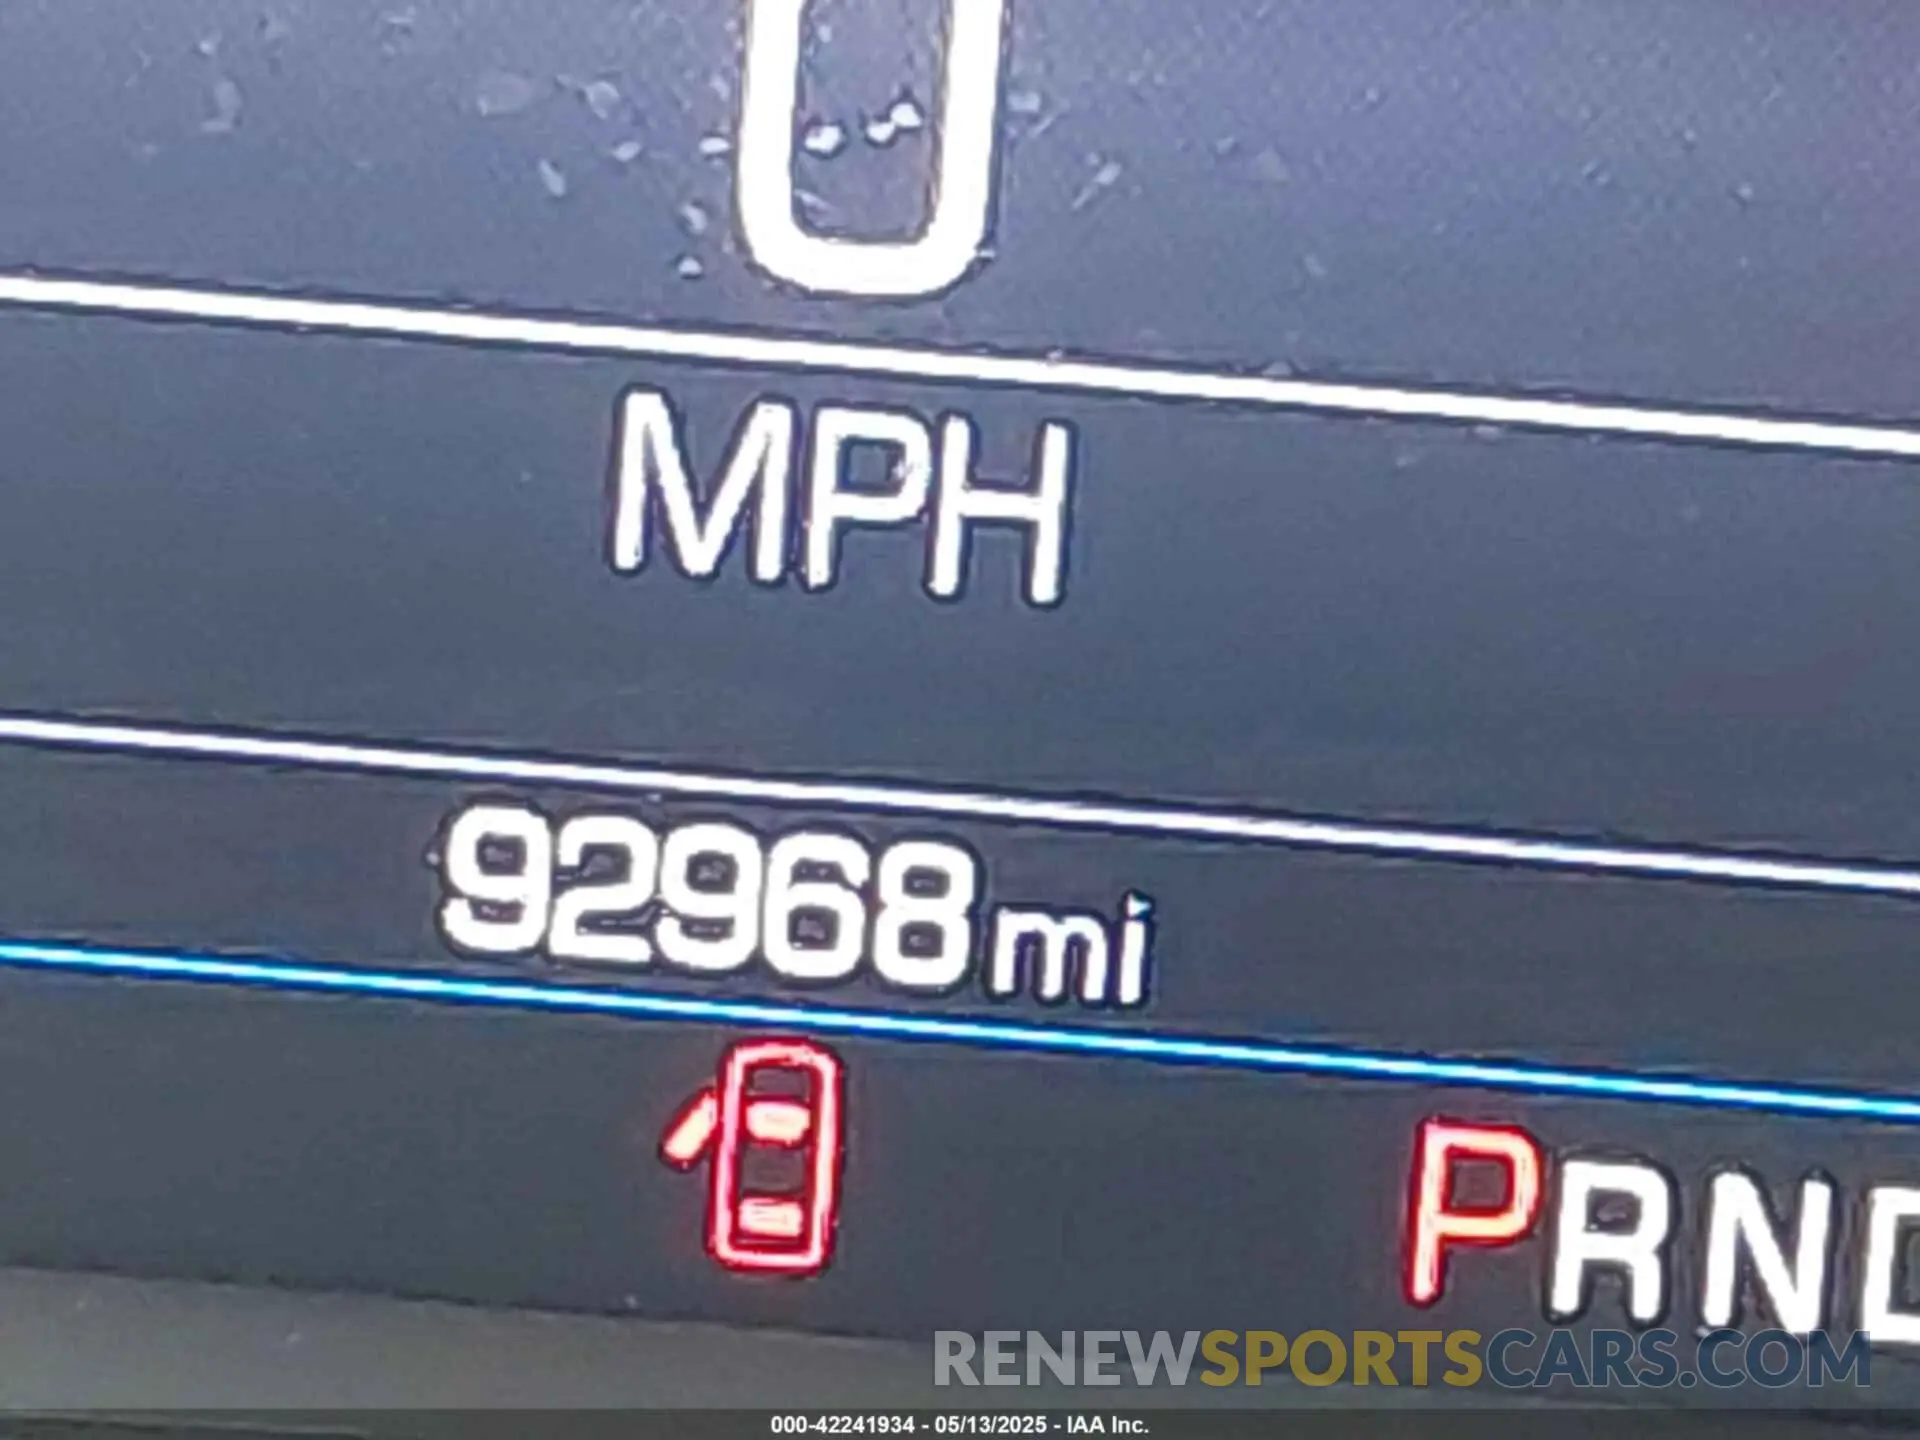 0
MPH
92968mi
PRND
RENEWSPORTSCARS.COM
000-42241934 - 05/13/2025 - IAA Inc.